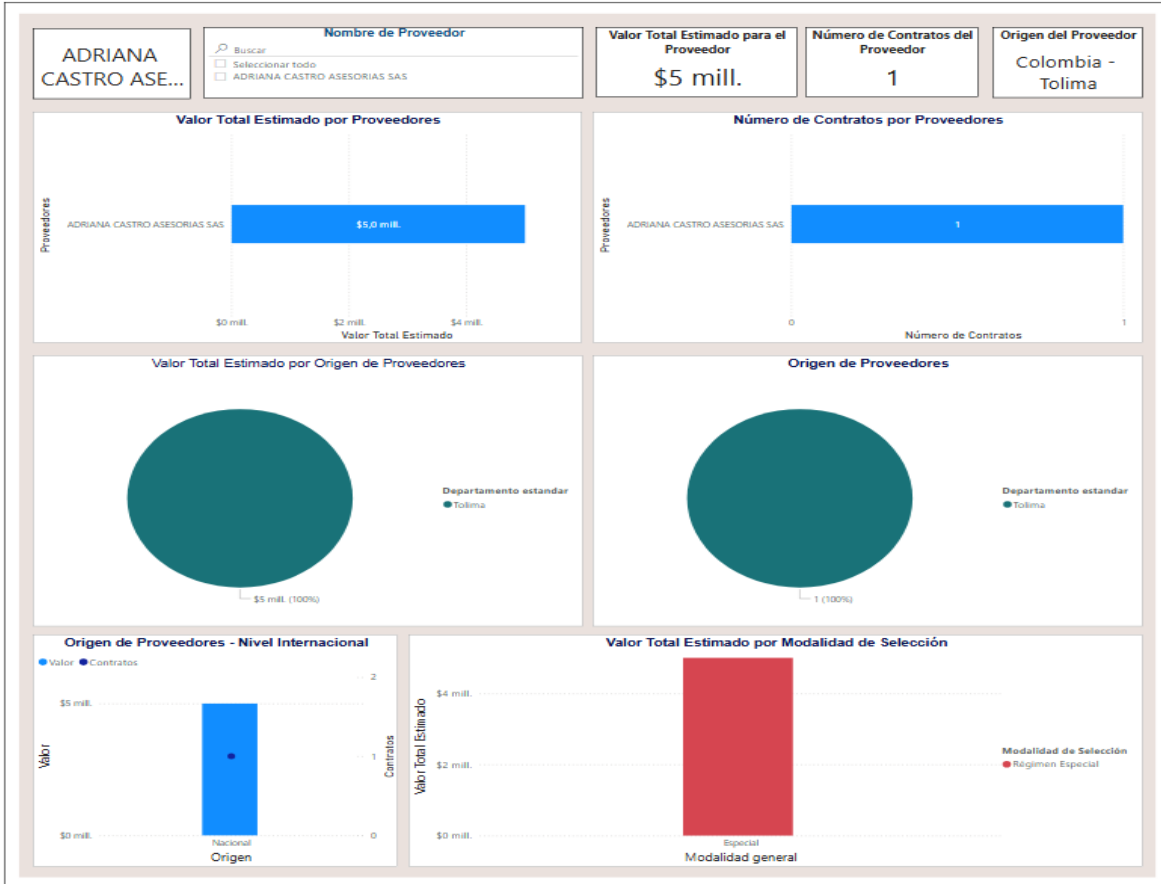 ADRIANA
CASTRO ASE...
Nombre de Proveedor
Buscar
Seleccionar todo
ADRIANA CASTRO ASESORIAS SAS
Valor Total Estimado para el
Proveedor
$5 mill.
Número de Contratos del
Proveedor
1
Origen del Proveedor
Colombia -
Tolima
Valor Total Estimado por Proveedores
Proveedores
ADRIANA CASTRO ASESORIAS SAS
$5,0 mill.
$0 mill.
$2 mill.
$4 mill.
Valor Total Estimado
Número de Contratos por Proveedores
Proveedores
ADRIANA CASTRO ASESORIAS SAS
1
0
1
Número de Contratos
Valor Total Estimado por Origen de Proveedores
Departamento estandar
Tolima
$5 mill. (100%)
Origen de Proveedores
Departamento estandar
Tolima
1 (100%)
Origen de Proveedores - Nivel Internacional
Valor
Contratos
2
$5 mill.
1
$0 mill.
0
Valor
Contratos
Nacional
Origen
Valor Total Estimado por Modalidad de Selección
Valor Total Estimado
$4 mill.
$2 mill.
$0 mill.
Especial
Modalidad general
Modalidad de Selección
Régimen Especial